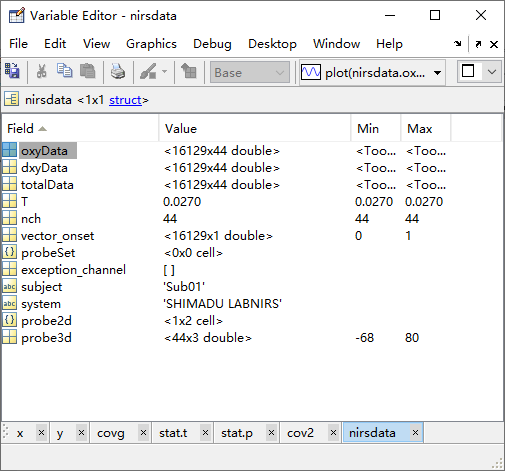 Variable Editor - nirsdata
File Edit View Graphics Debug Desktop Window Help
Base plot(nirsdata.ox...
nirsdata <1x1 struct>
Field Value Min Max
oxyData <16129x44 double> <Too... <Too...
dxyData <16129x44 double> <Too... <Too...
totalData <16129x44 double> <Too... <Too...
T 0.0270 0.0270 0.0270
nch 44 44 44
vector_onset <16129x1 double> 0 1
{} probeSet <0x0 cell>
exception_channel [ ]
abc subject 'Sub01'
abc system 'SHIMADU LABNIRS'
{} probe2d <1x2 cell>
probe3d <44x3 double> -68 80
x y covg stat.t stat.p cov2 nirsdata